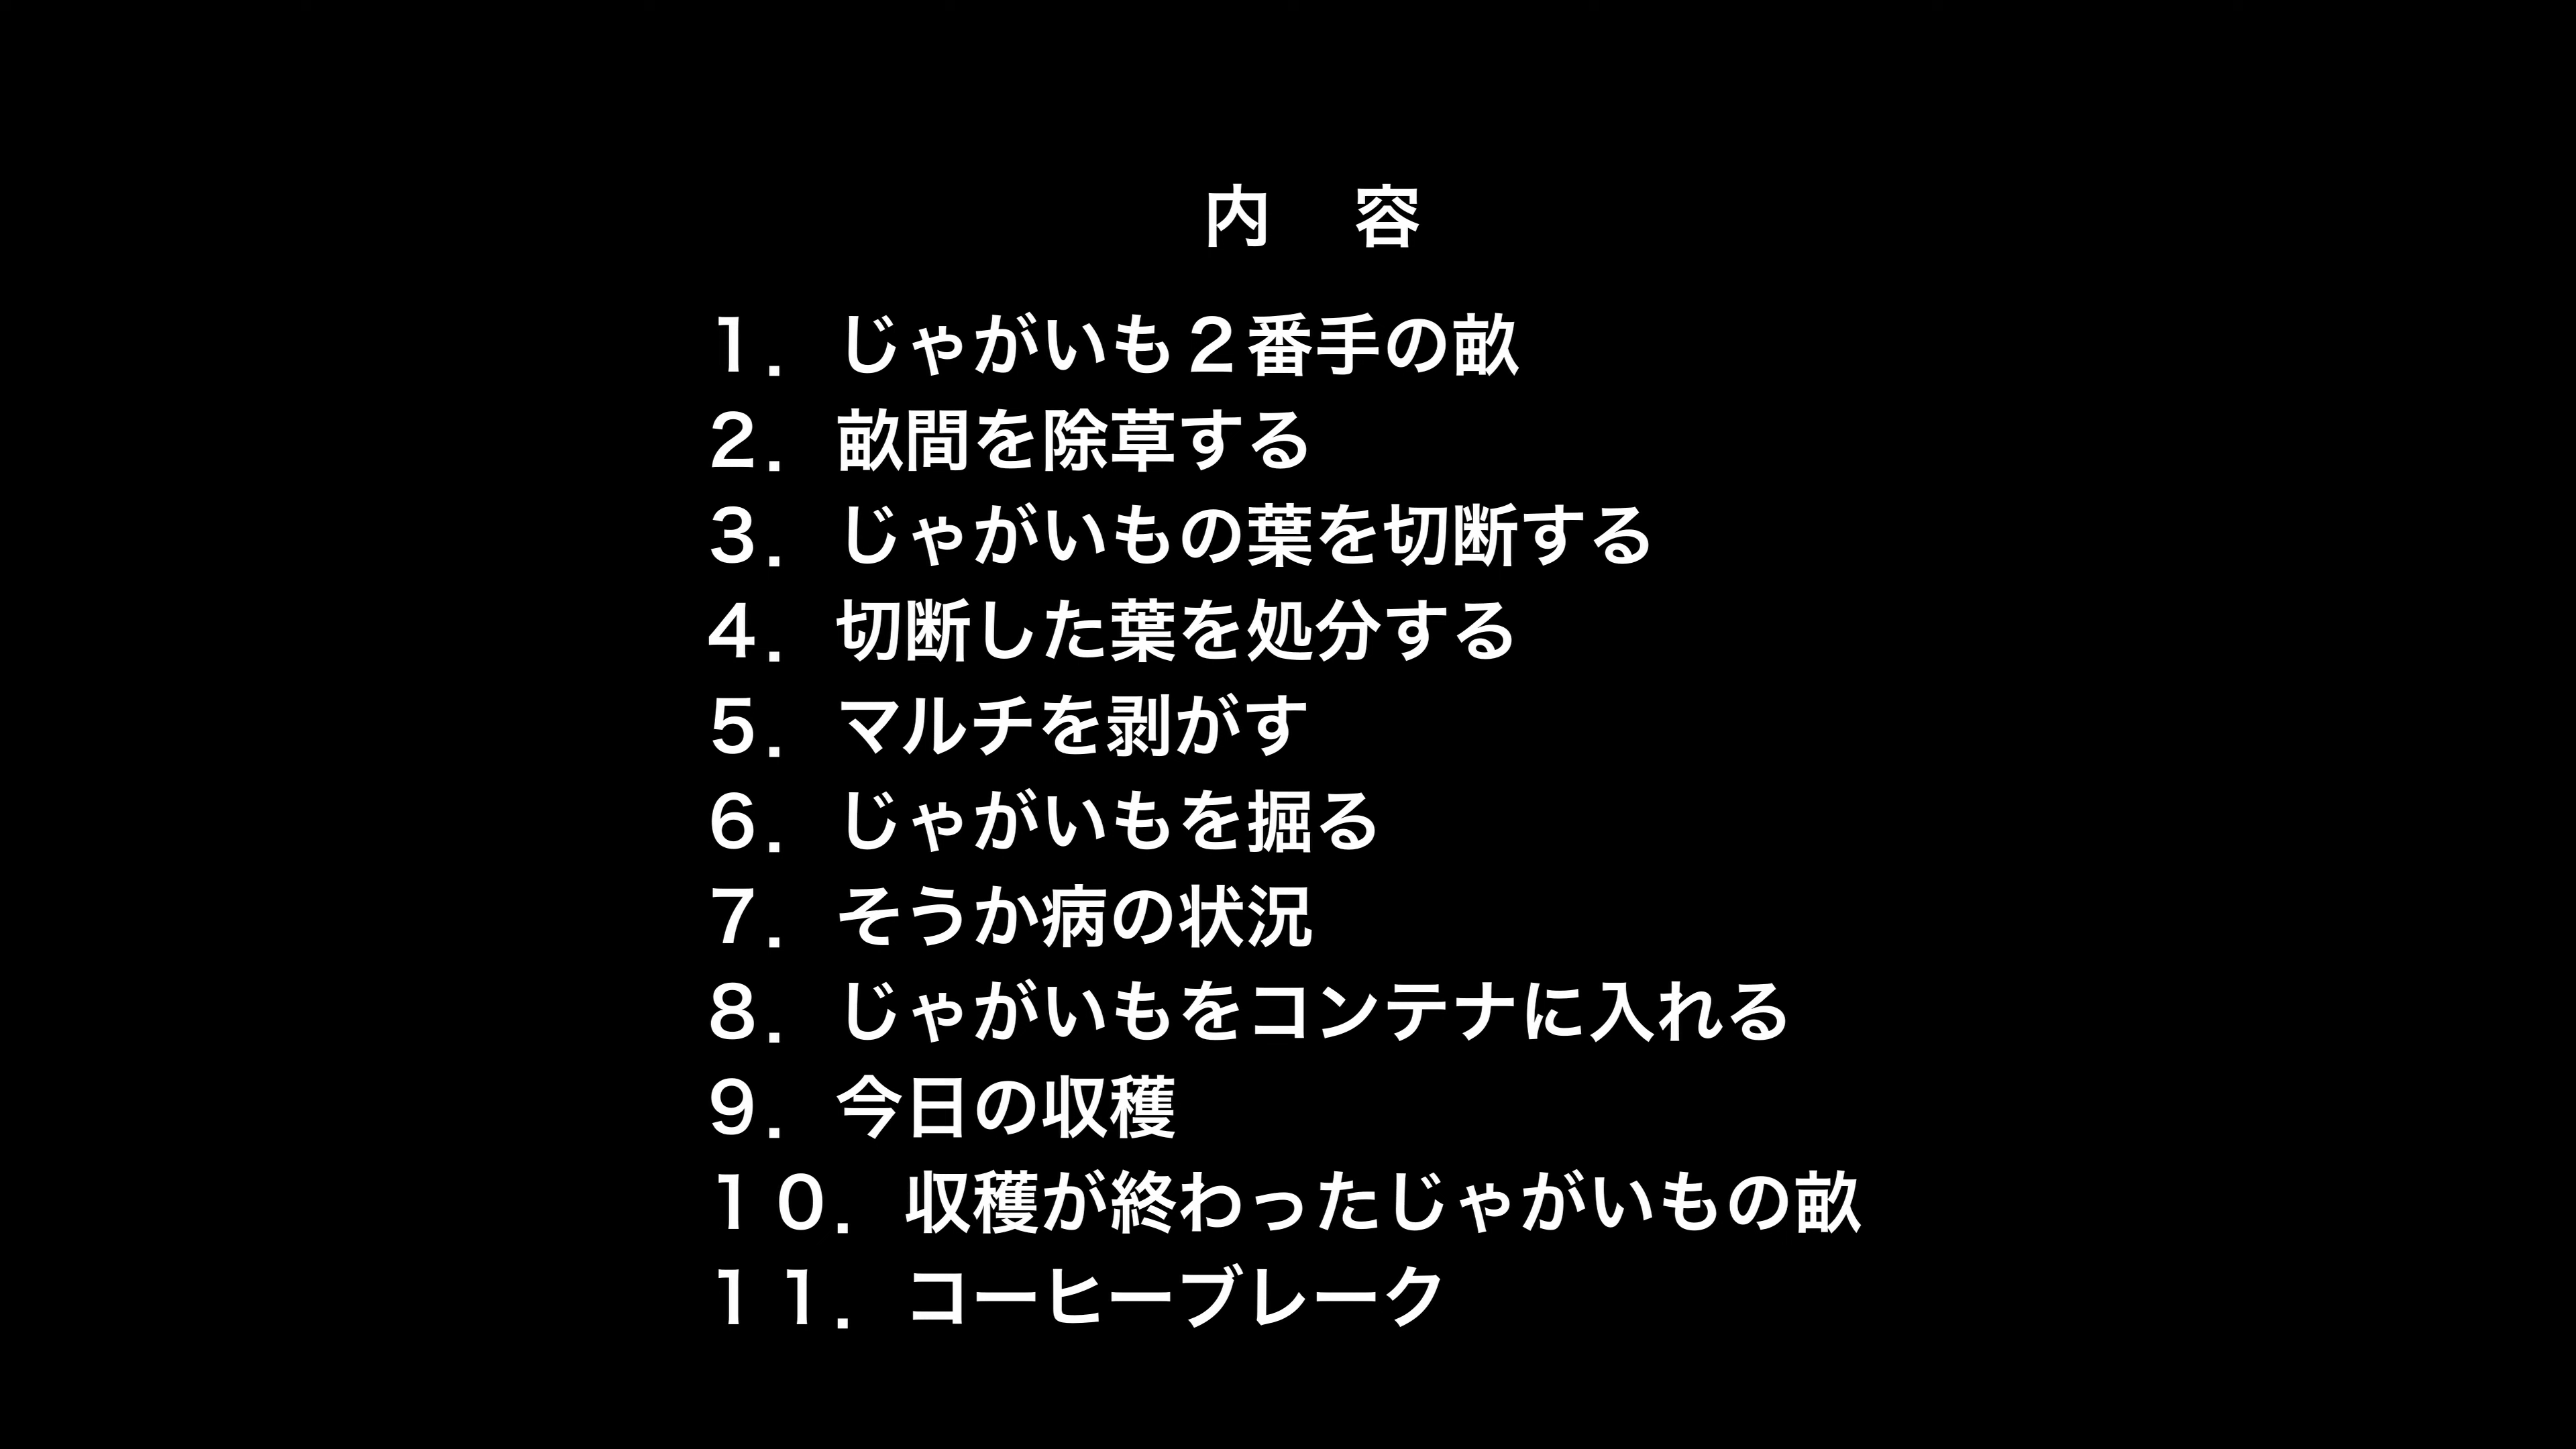 内　容
１．じゃがいも２番手の畝
２．畝間を除草する
３．じゃがいもの葉を切断する
４．切断した葉を処分する
５．マルチを剥がす
６．じゃがいもを掘る
７．そうか病の状況
８．じゃがいもをコンテナに入れる
９．今日の収穫
１０．収穫が終わったじゃがいもの畝
１１．コーヒーブレーク